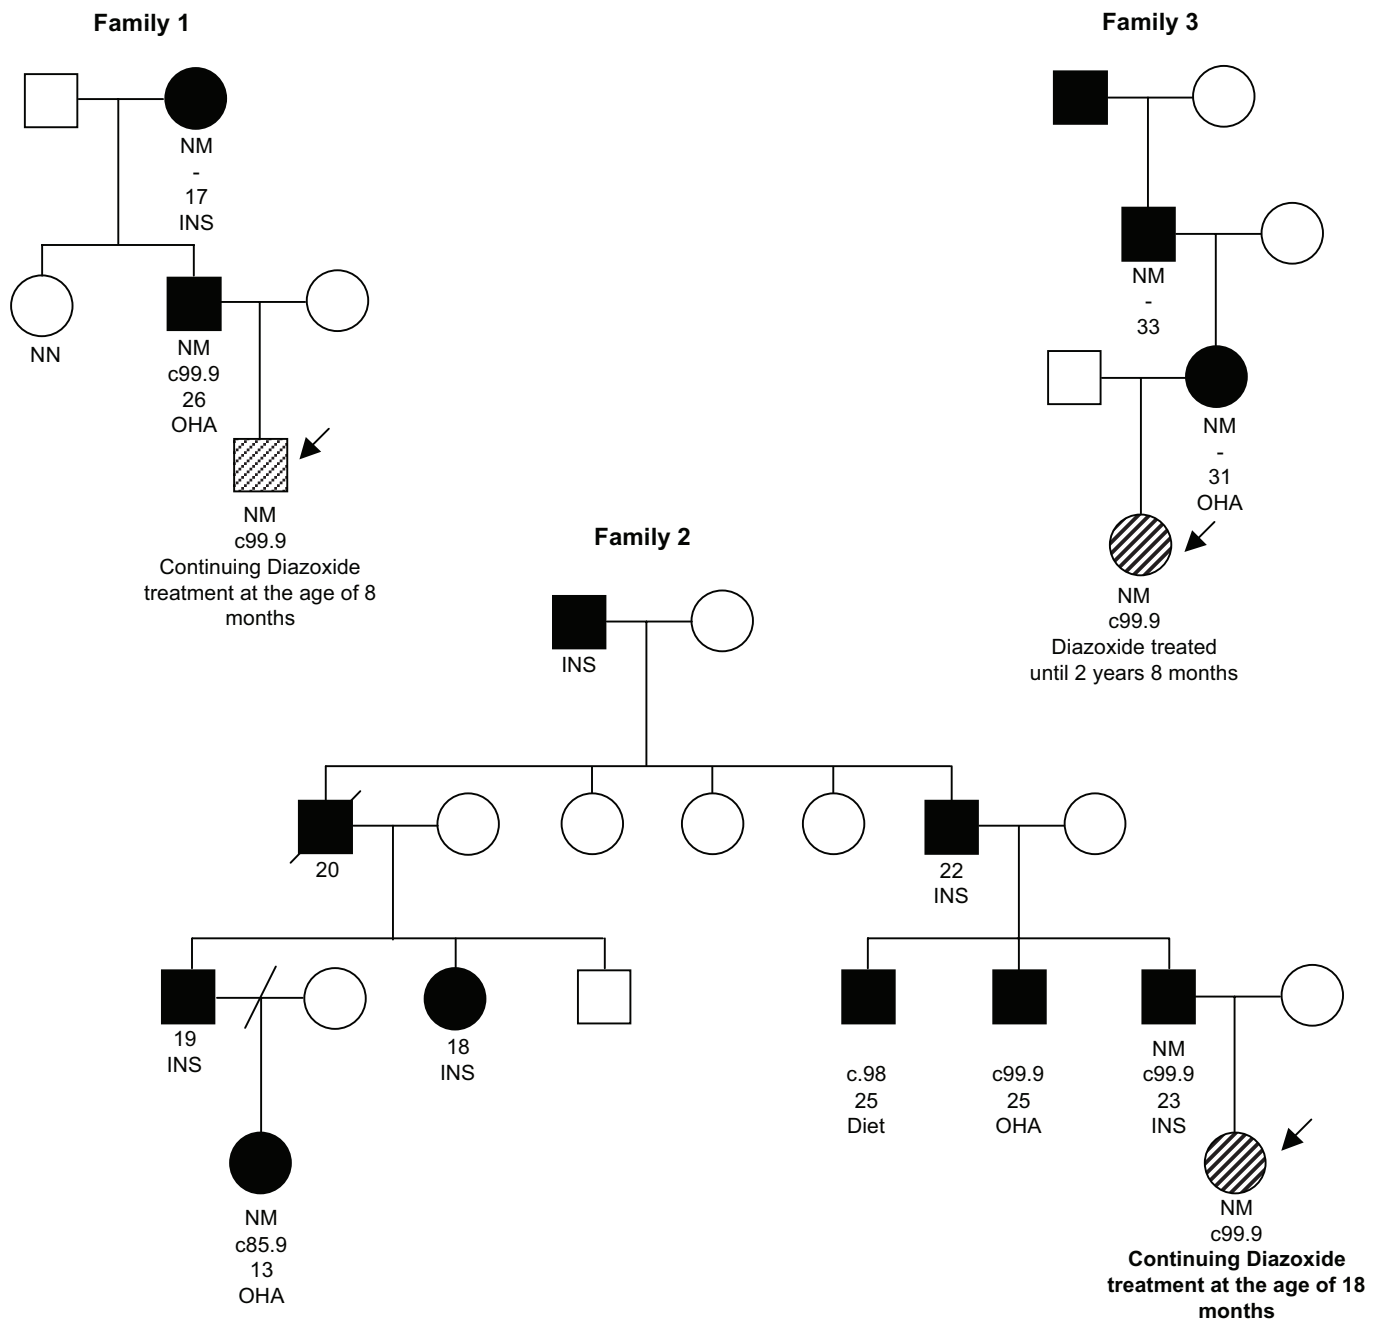 Family 1
NM
-
17
INS
NN
NM
c99.9
26
OHA
NM
c99.9
Continuing Diazoxide
treatment at the age of 8
months
Family 3
NM
-
33
NM
-
31
OHA
NM
c99.9
Diazoxide treated
until 2 years 8 months
Family 2
INS
20
22
INS
19
INS
18
INS
c.98
25
Diet
c99.9
25
OHA
NM
c99.9
23
INS
NM
c85.9
13
OHA
NM
c99.9
Continuing Diazoxide
treatment at the age of 18
months